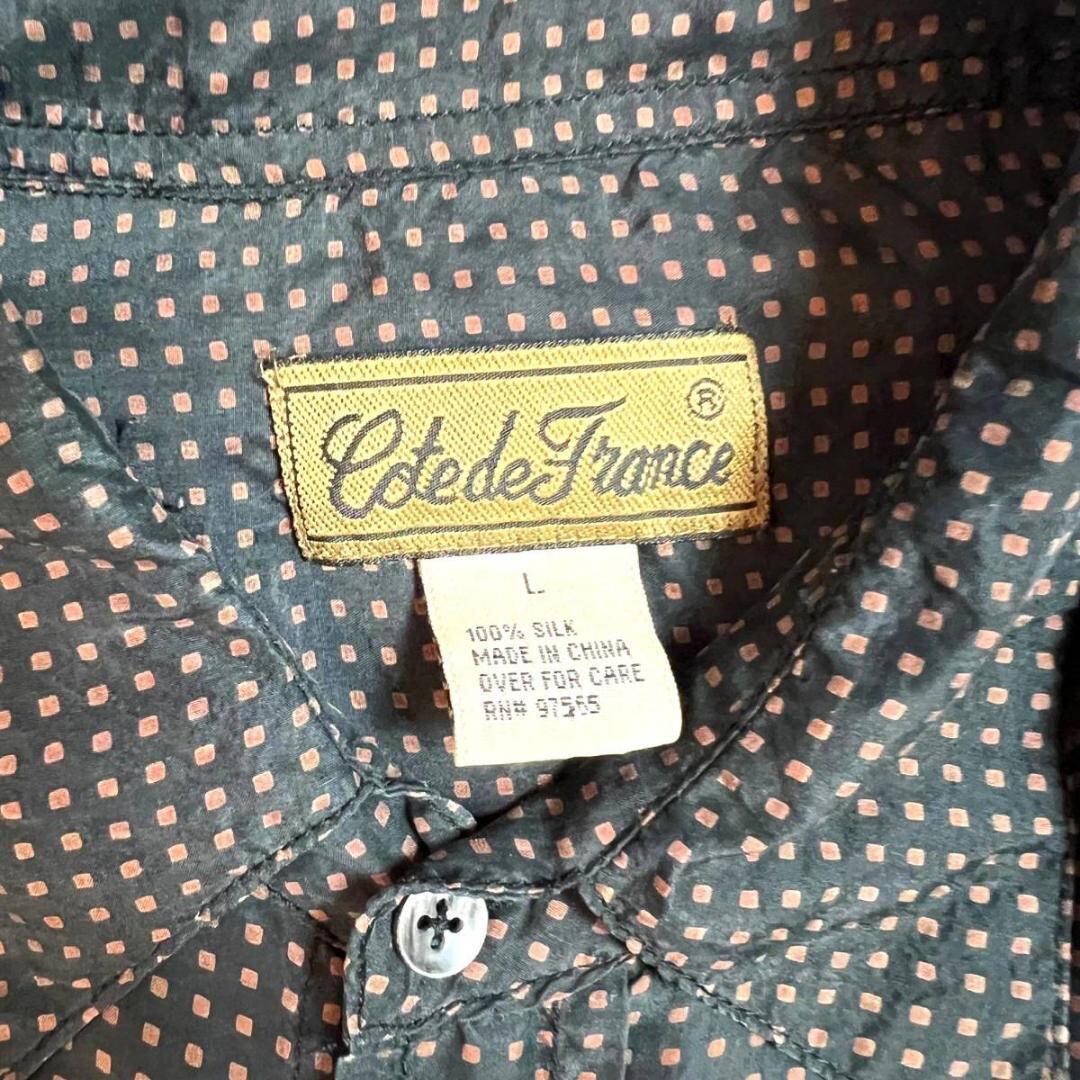 Cote de France ®
L
100% SILK
MADE IN CHINA
OVER FOR CARE
RN# 97565